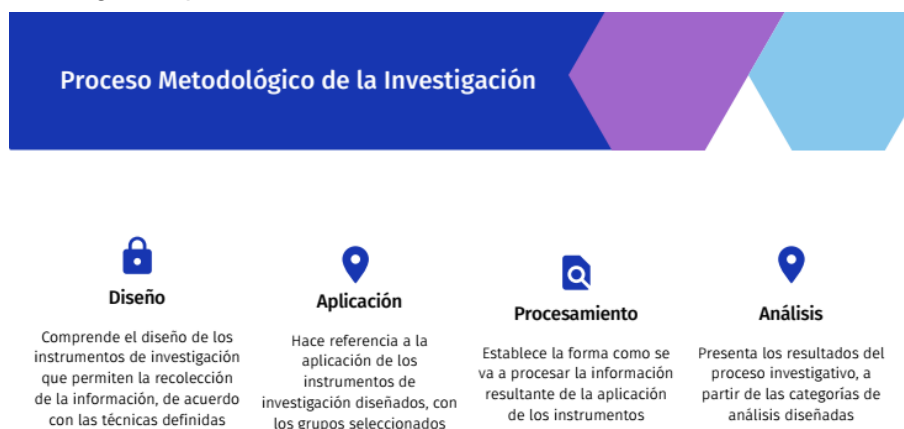 Proceso Metodológico de la Investigación
Diseño
Comprende el diseño de los
instrumentos de investigación
que permiten la recolección
de la información, de acuerdo
con las técnicas definidas
Aplicación
Hace referencia a la
aplicación de los
instrumentos de
investigación diseñados, con
los grupos seleccionados
Procesamiento
Establece la forma como se
va a procesar la información
resultante de la aplicación
de los instrumentos
Análisis
Presenta los resultados del
proceso investigativo, a
partir de las categorías de
análisis diseñadas